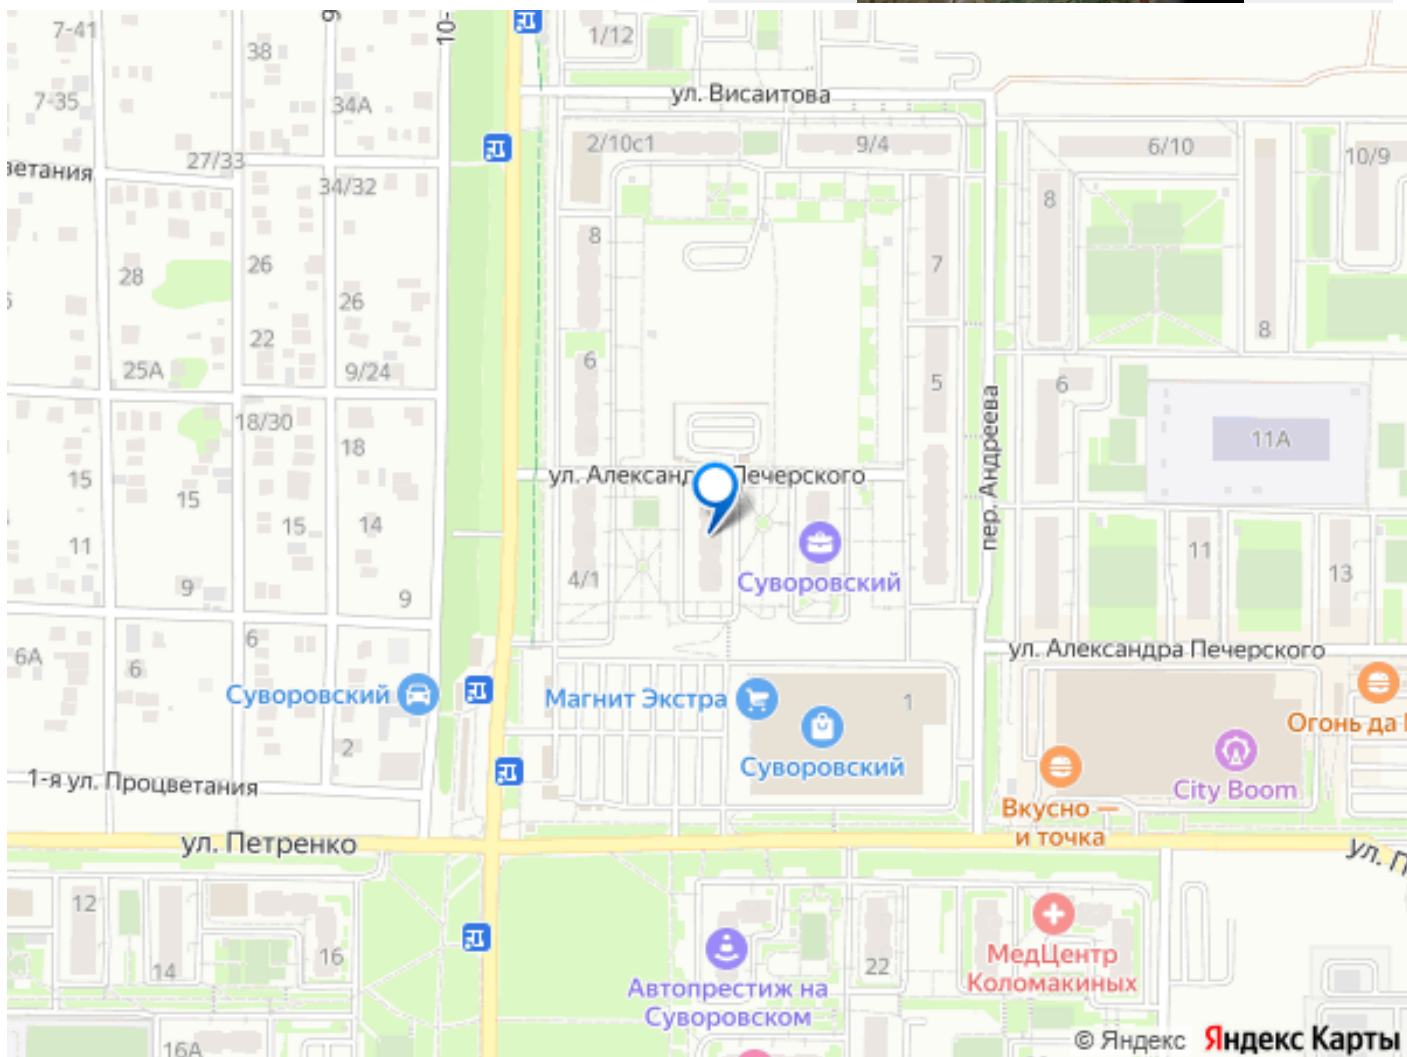 7-41
38
9
10-
1/12
7-35
34А
ул. Висаитова
2/10с1
9/4
6/10
10/9
27/33
ветания
34/32
8
8
28
26
7
26
22
8
6
25А
9/24
5
6
18/30
18
пер. Андреева
11А
15
15
15
14
ул. Александ
Печерского
11
9
9
4/1
Суворовский
11
13
6
6А
6
ул. Александра Печерского
Суворовский
Магнит Экстра
1
Огонь да
2
Суворовский
1-я ул. Процветания
City Boom
Вкусно —
и точка
ул. Петренко
ул. П
12
14
16
22
МедЦентр
Коломакиных
Автопрестиж на
Суворовском
16А
© Яндекс Яндекс Карты